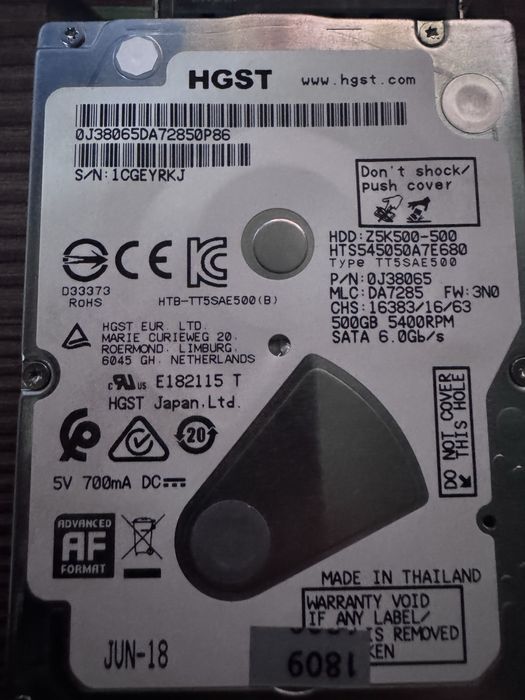 HGST www.hgst.com
0J38065DA72850P86
S/N:1CGEYRKJ
Don't shock/
push cover
HDD:Z5K500-500
HTS545050A7E680
Type TT5SAE500
P/N:0J38065
MLC:DA7285 FW:3N0
CHS:16383/16/63
500GB 5400RPM
SATA 6.0Gb/s
CE
D33373
RoHS
HTB-TT5SAE500(B)
HGST EUR. LTD.
MARIE CURIEWEG 20,
ROERMOND, LIMBURG,
6045 GH, NETHERLANDS
c RU us E182115 T
HGST Japan,Ltd.
20
5V 700mA DC
DO NOT COVER
THIS HOLE
ADVANCED
AF
FORMAT
MADE IN THAILAND
WARRANTY VOID
IF ANY LABEL/
IS REMOVED
KEN
JUN-18
1809